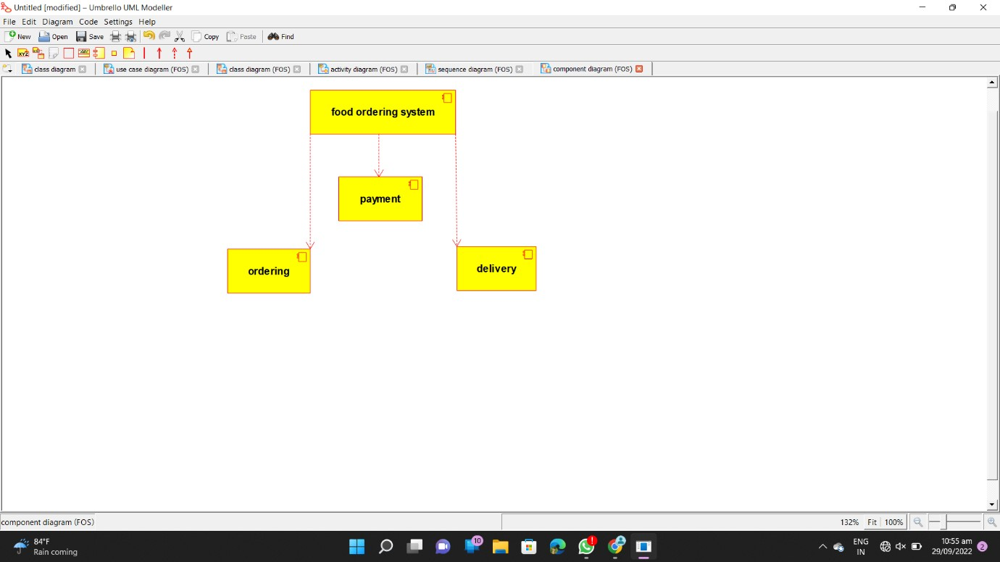 Untitled [modified] – Umbrello UML Modeller
File Edit Diagram Code Settings Help
New Open Save Copy Paste Find
XYZ
class diagram use case diagram (FOS) class diagram (FOS) activity diagram (FOS) sequence diagram (FOS) component diagram (FOS)
food ordering system
payment
ordering
delivery
component diagram (FOS)
132% Fit 100%
84°F
Rain coming
10
!
ENG
IN
10:55 am
29/09/2022
2